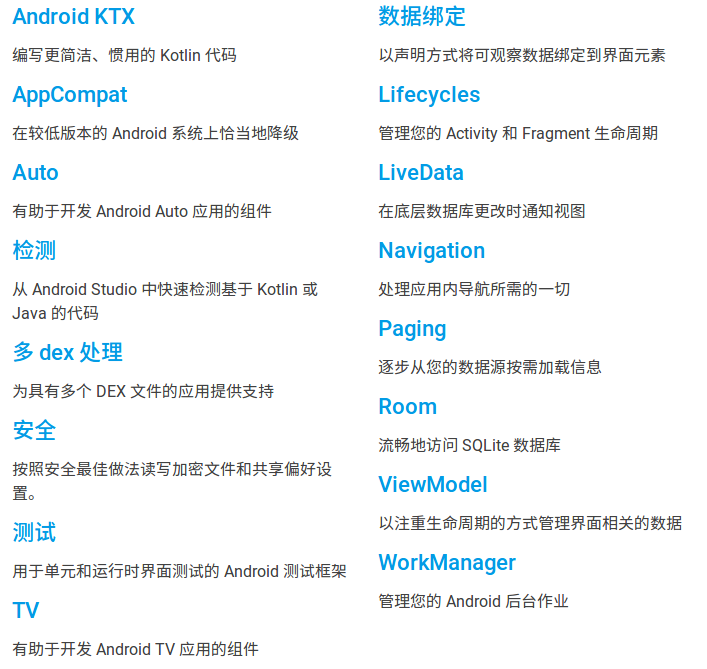 Android KTX
编写更简洁、惯用的 Kotlin 代码
AppCompat
在较低版本的 Android 系统上恰当地降级
Auto
有助于开发 Android Auto 应用的组件
检测
从 Android Studio 中快速检测基于 Kotlin 或
Java 的代码
多 dex 处理
为具有多个 DEX 文件的应用提供支持
安全
按照安全最佳做法读写加密文件和共享偏好设
置。
测试
用于单元和运行时界面测试的 Android 测试框架
TV
有助于开发 Android TV 应用的组件
数据绑定
以声明方式将可观察数据绑定到界面元素
Lifecycles
管理您的 Activity 和 Fragment 生命周期
LiveData
在底层数据库更改时通知视图
Navigation
处理应用内导航所需的一切
Paging
逐步从您的数据源按需加载信息
Room
流畅地访问 SQLite 数据库
ViewModel
以注重生命周期的方式管理界面相关的数据
WorkManager
管理您的 Android 后台作业